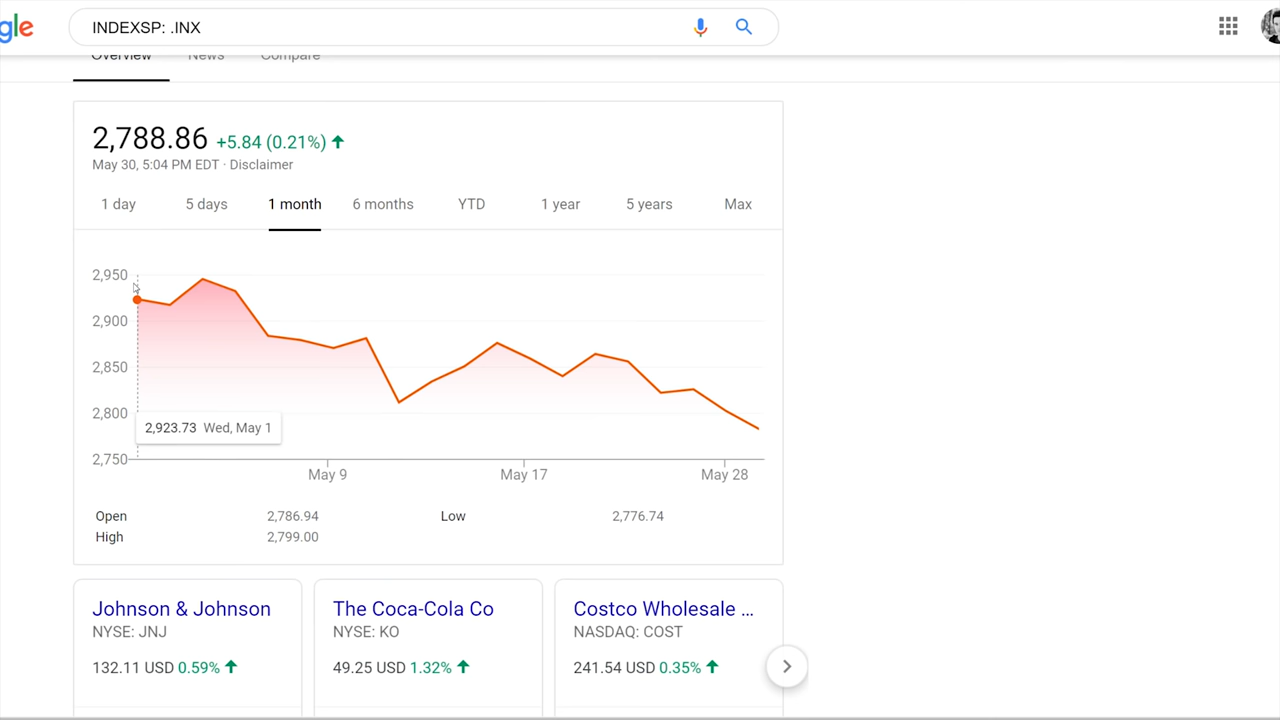 gle
INDEXSP: .INX
Overview News Compare
2,788.86 +5.84 (0.21%)
May 30, 5:04 PM EDT · Disclaimer
1 day 5 days 1 month 6 months YTD 1 year 5 years Max
2,950
2,900
2,850
2,800
2,750
2,923.73 Wed, May 1
May 9 May 17 May 28
Open 2,786.94 Low 2,776.74
High 2,799.00
Johnson & Johnson
NYSE: JNJ
132.11 USD 0.59%
The Coca-Cola Co
NYSE: KO
49.25 USD 1.32%
Costco Wholesale ...
NASDAQ: COST
241.54 USD 0.35%